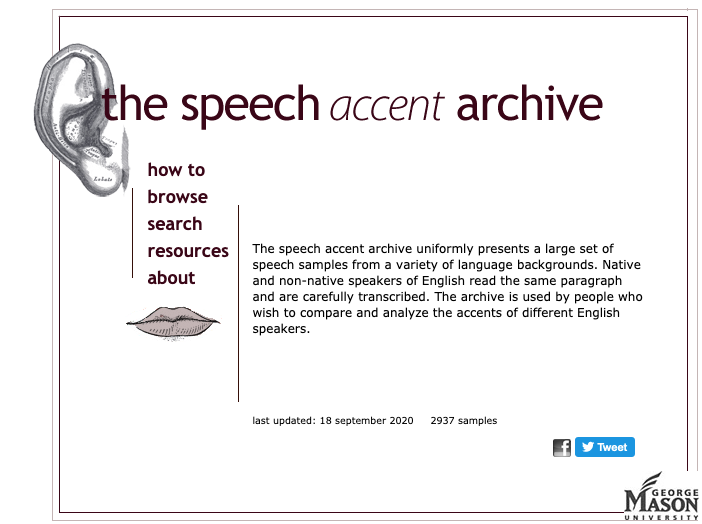 the speech accent archive
how to
browse
search
resources
about
The speech accent archive uniformly presents a large set of
speech samples from a variety of language backgrounds. Native
and non-native speakers of English read the same paragraph
and are carefully transcribed. The archive is used by people who
wish to compare and analyze the accents of different English
speakers.
last updated: 18 september 2020 2937 samples
Tweet
GEORGE
MASON
UNIVERSITY
Lobule